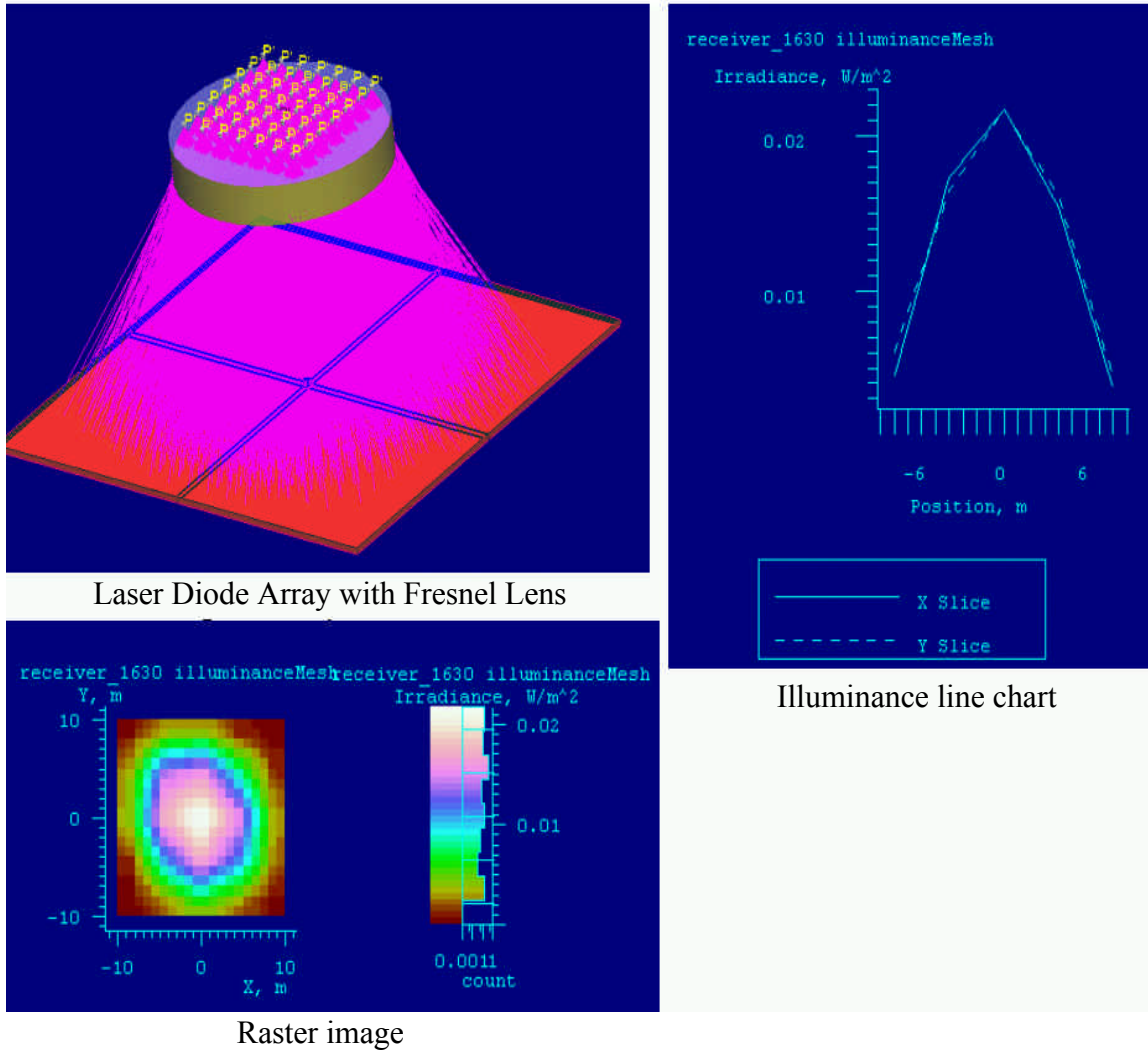 P' P' P' P' P' P'
receiver_1630 illuminanceMesh
Irradiance, W/m^2
0.02
0.01
-6 0 6
Position, m
X Slice
Y Slice
Illuminance line chart
Laser Diode Array with Fresnel Lens
receiver_1630 illuminanceMesh
Y, m
10
0
-10
-10 0 10
X, m
receiver_1630 illuminanceMesh
Irradiance, W/m^2
0.02
0.01
0.0011
count
Raster image